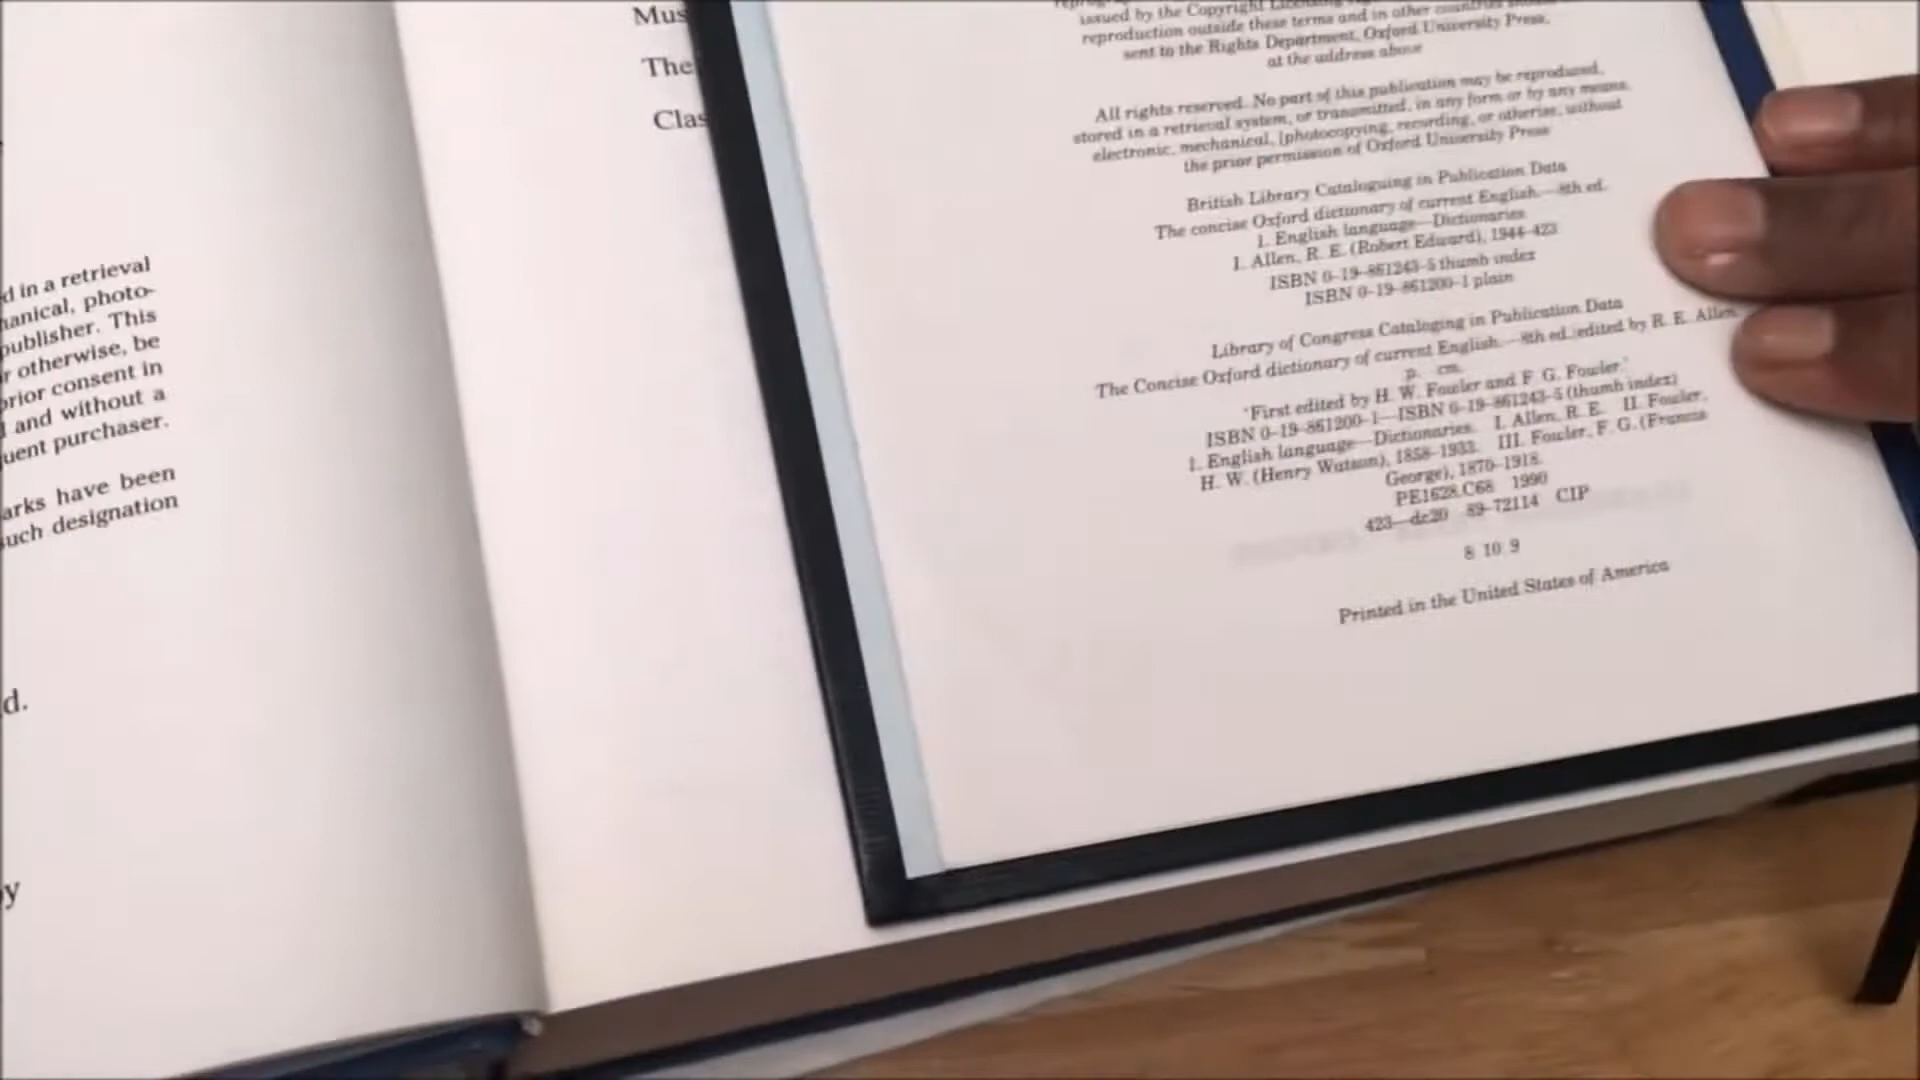 d in a retrieval
anical, photo-
publisher. This
r otherwise, be
prior consent in
l and without a
uent purchaser.
arks have been
such designation
d.
y
Mus
The
Clas
issued by the Copyright
reproduction outside these terms and in other countries
sent to the Rights Department, Oxford University Press,
at the address above
All rights reserved. No part of this publication may be reproduced,
stored in a retrieval system, or transmitted, in any form or by any means,
electronic, mechanical, [photocopying, recording, or otherise, without
the prior permission of Oxford University Press
British Library Cataloguing in Publication Data
The concise Oxford dictionary of current English.—8th ed.
1. English language—Dictionaries
I. Allen, R. E. (Robert Edward), 1944- 423
ISBN 0–19–861243–5 thumb index
ISBN 0–19–861200–1 plain
Library of Congress Cataloging in Publication Data
The Concise Oxford dictionary of current English.—8th ed./edited by R. E. Allen
p. cm.
'First edited by H. W. Fowler and F. G. Fowler.'
ISBN 0–19–861200–1—ISBN 0–19–861243–5 (thumb index)
1. English language—Dictionaries. I. Allen, R. E. II. Fowler,
H. W. (Henry Watson), 1858–1933. III. Fowler, F. G. (Francis
George), 1870–1918.
PE1628.C68 1990
423—dc20 89–72114 CIP
8 10 9
Printed in the United States of America